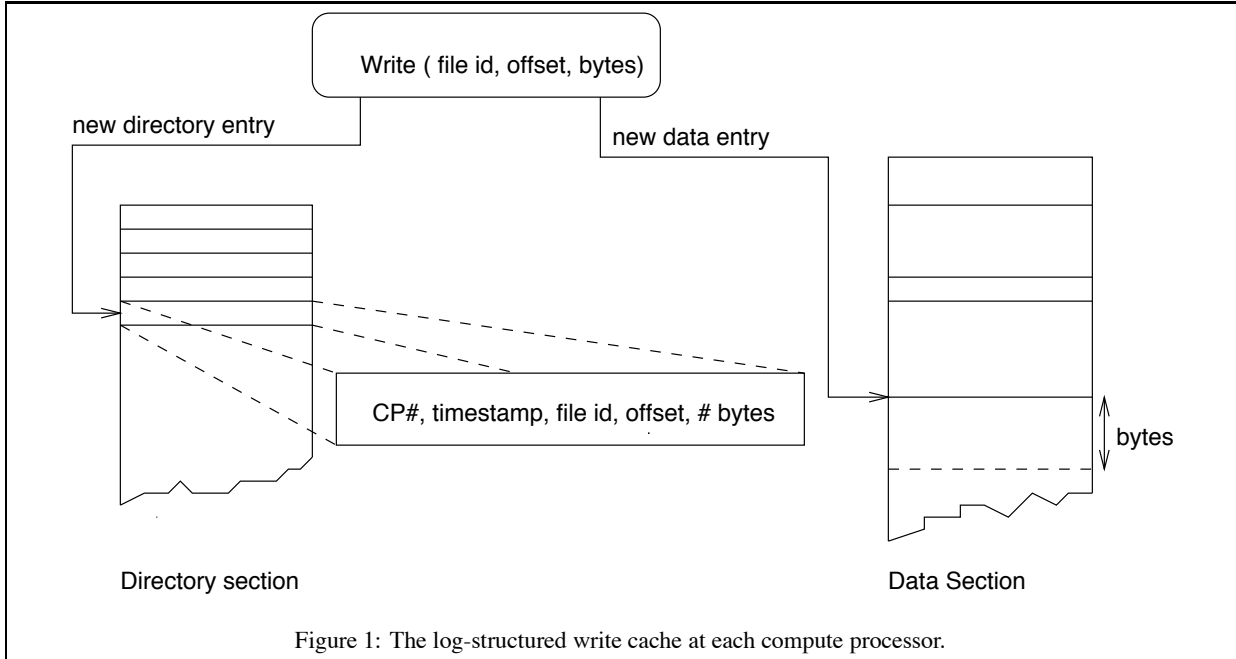 Write ( file id, offset, bytes)
new directory entry
new data entry
CP#, timestamp, file id, offset, # bytes
bytes
Directory section
Data Section
Figure 1: The log-structured write cache at each compute processor.